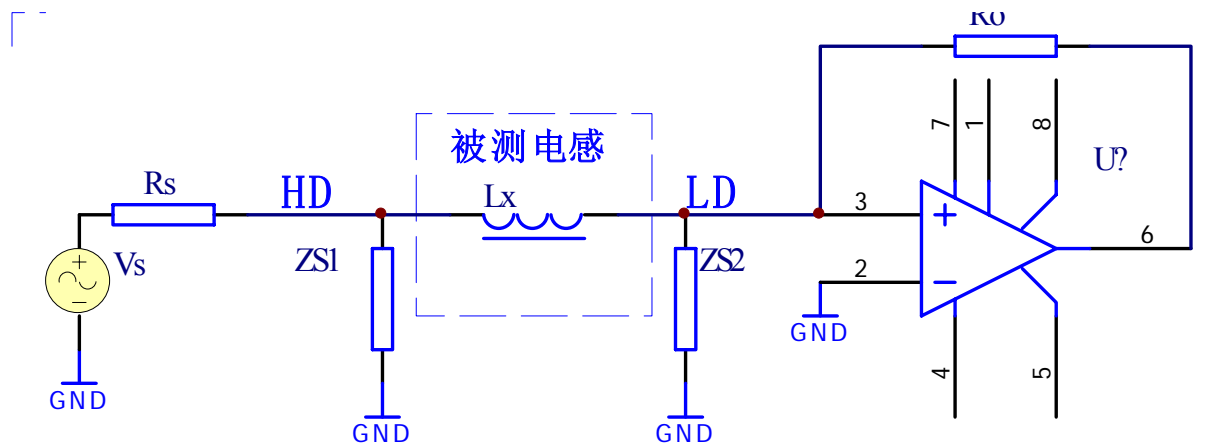 Ro
7
1
8
U?
被测电感
Rs
HD
Lx
LD
3
+
6
Vs
+
−
ZS1
ZS2
2
−
GND
4
5
GND
GND
GND